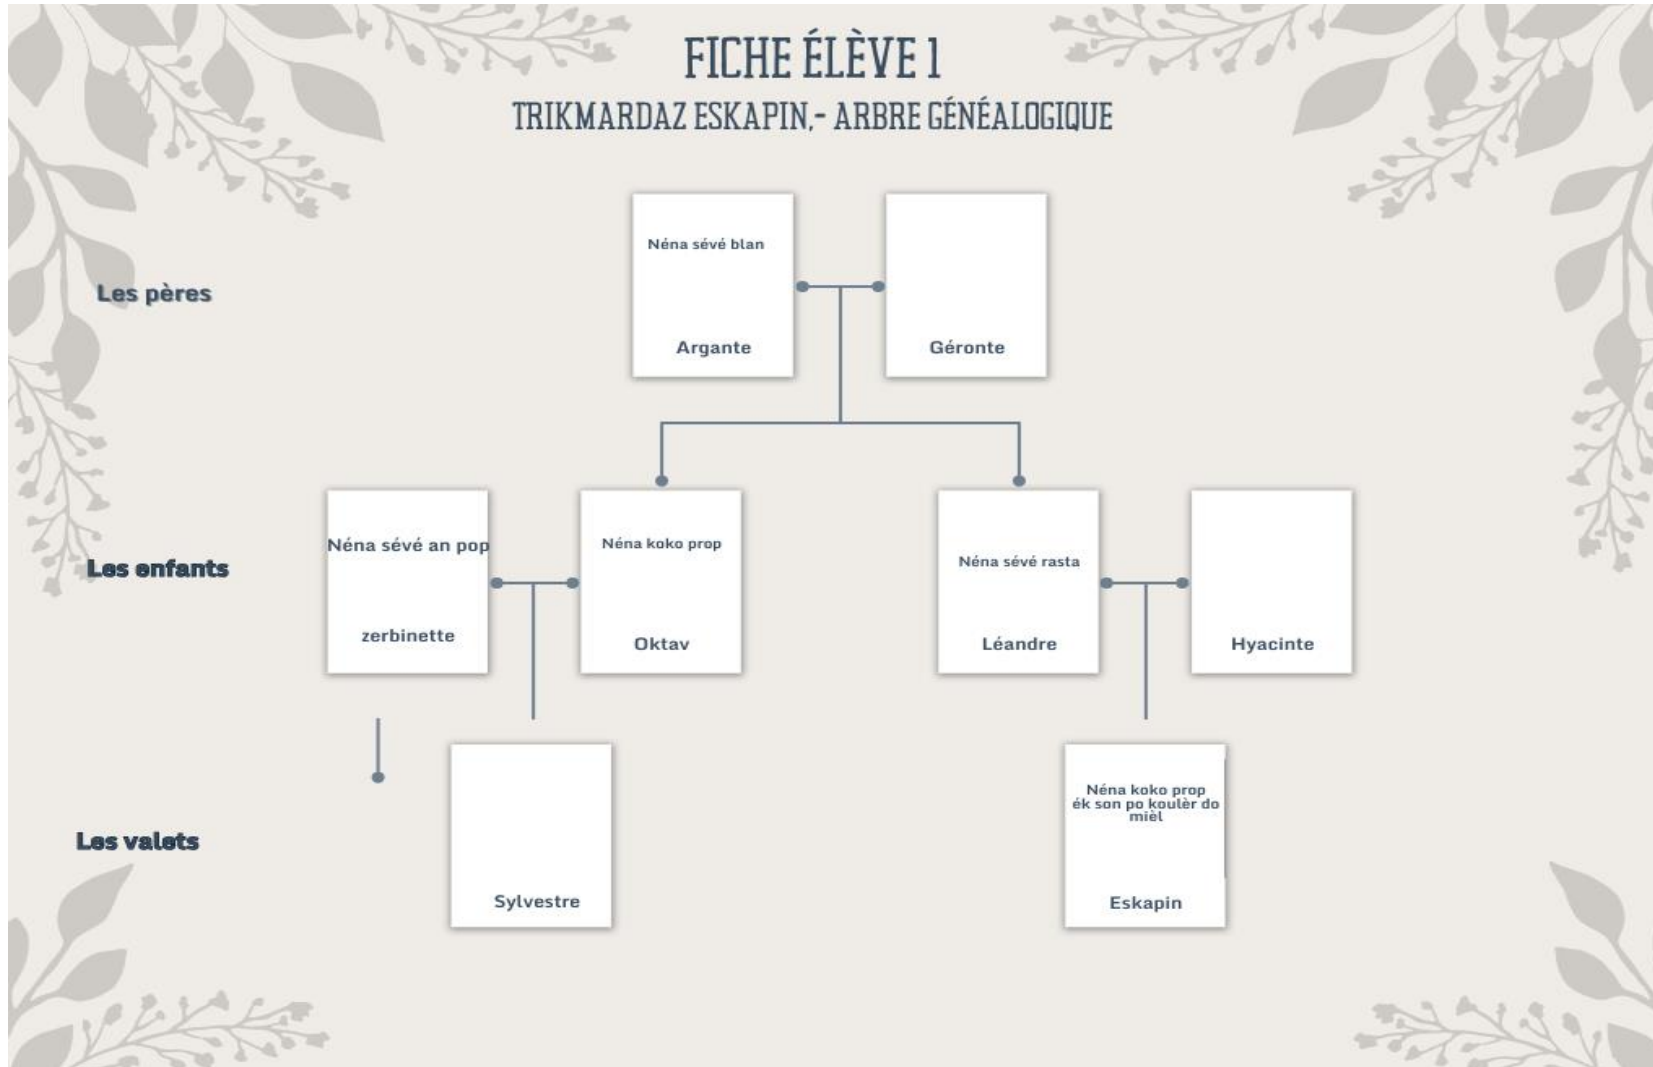 FICHE ÉLÈVE 1
TRIKMARDAZ ESKAPIN,- ARBRE GÉNÉALOGIQUE
Les pères
Néna sévé blan
Argante
Géronte
Les enfants
Néna sévé an pop
zerbinette
Néna koko prop
Oktav
Néna sévé rasta
Léandre
Hyacinte
Les valets
Sylvestre
Néna koko prop
ék son po koulèr do
mièl
Eskapin